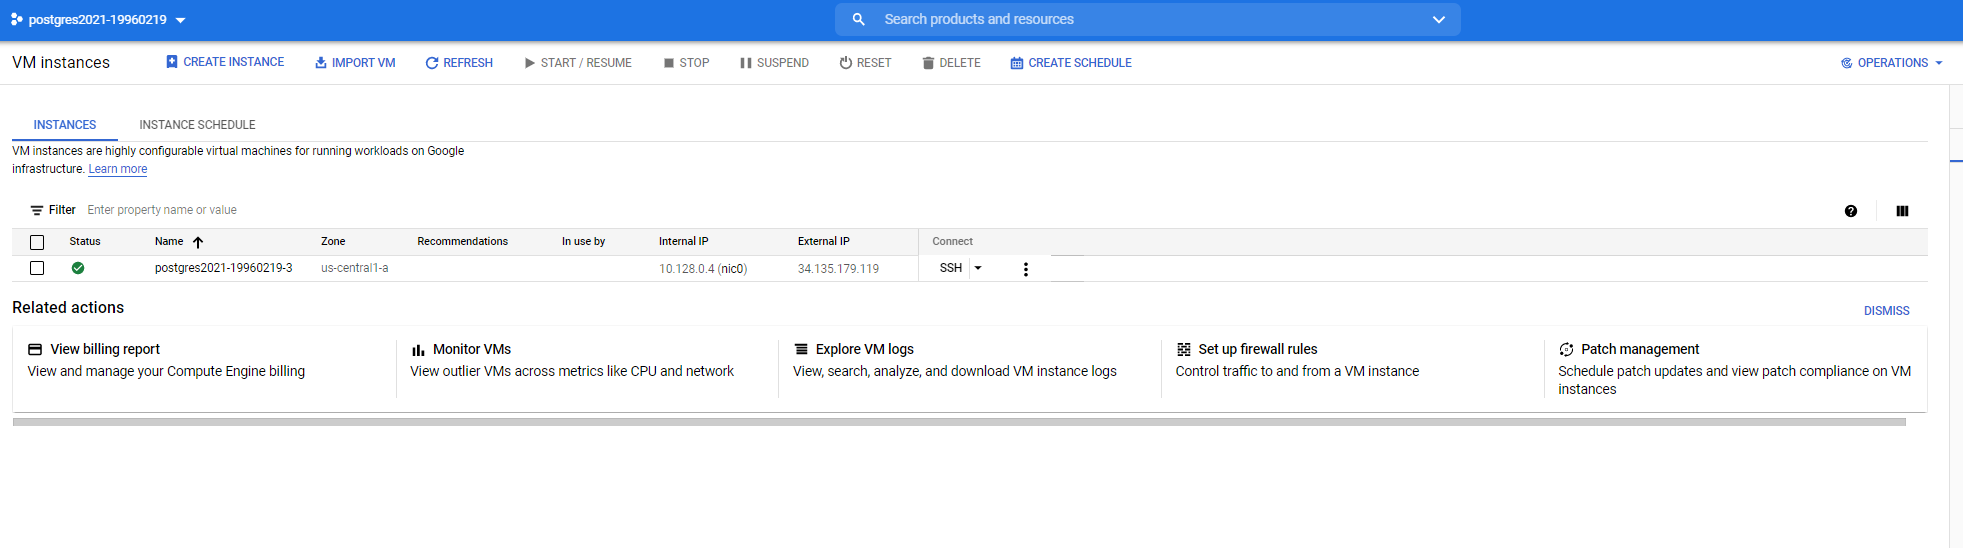 postgres2021-19960219
Search products and resources
VM instances CREATE INSTANCE IMPORT VM REFRESH START / RESUME STOP SUSPEND RESET DELETE CREATE SCHEDULE OPERATIONS
INSTANCES INSTANCE SCHEDULE
VM instances are highly configurable virtual machines for running workloads on Google
infrastructure. Learn more
Filter Enter property name or value
Status Name Zone Recommendations In use by Internal IP External IP Connect
postgres2021-19960219-3 us-central1-a 10.128.0.4 (nic0) 34.135.179.119 SSH
Related actions DISMISS
View billing report
View and manage your Compute Engine billing
Monitor VMs
View outlier VMs across metrics like CPU and network
Explore VM logs
View, search, analyze, and download VM instance logs
Set up firewall rules
Control traffic to and from a VM instance
Patch management
Schedule patch updates and view patch compliance on VM
instances